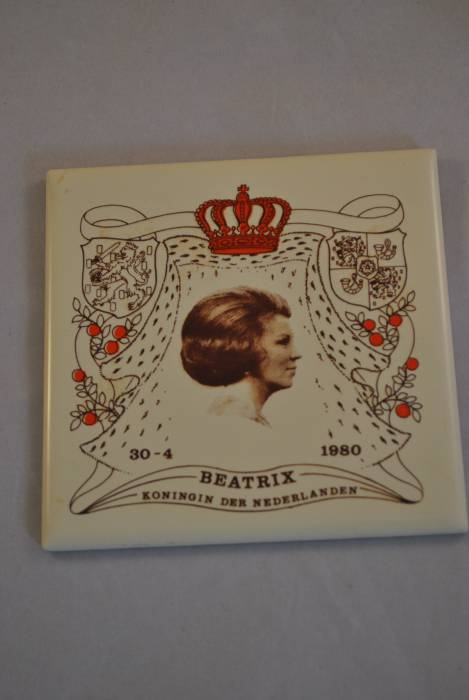 30-4 1980
BEATRIX
KONINGIN DER NEDERLANDEN